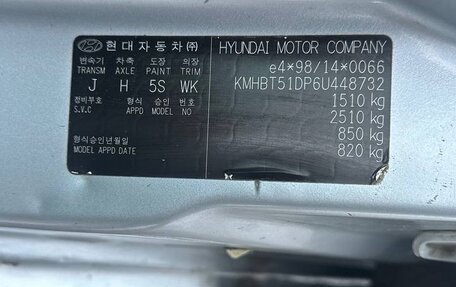 현대자동차㈜
변속기 차축 도장 의장
TRANSM AXLE PAINT TRIM
J H 5S WK
정비부호 형식 승인 번호
S.V.C APPD MODEL NO
형식승인년월일
MODEL APPD DATE
HYUNDAI MOTOR COMPANY
e4*98/14*0066
KMHBT51DP6U448732
1510 kg
2510 kg
850 kg
820 kg